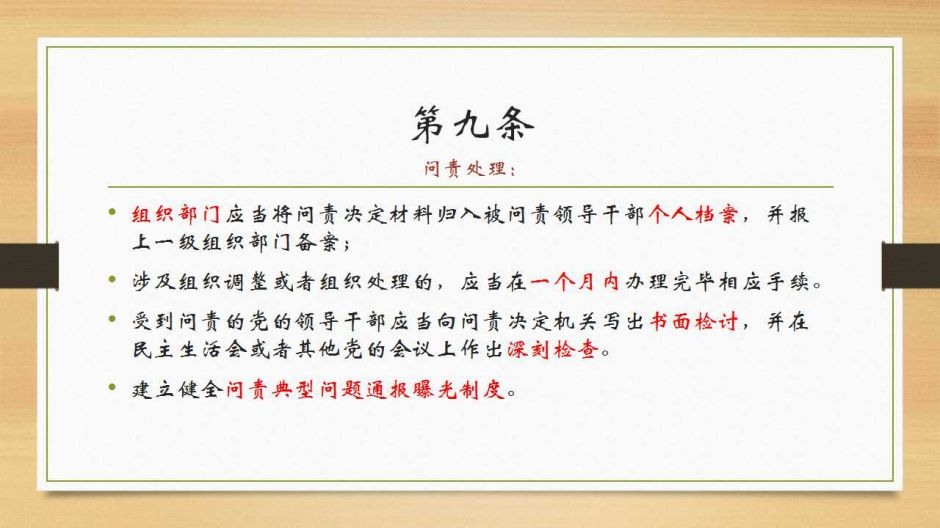 第九条
问责处理：
• 组织部门应当将问责决定材料归入被问责领导干部个人档案，并报
上一级组织部门备案；
• 涉及组织调整或者组织处理的，应当在一个月内办理完毕相应手续。
• 受到问责的党的领导干部应当向问责决定机关写出书面检讨，并在
民主生活会或者其他党的会议上作出深刻检查。
• 建立健全问责典型问题通报曝光制度。